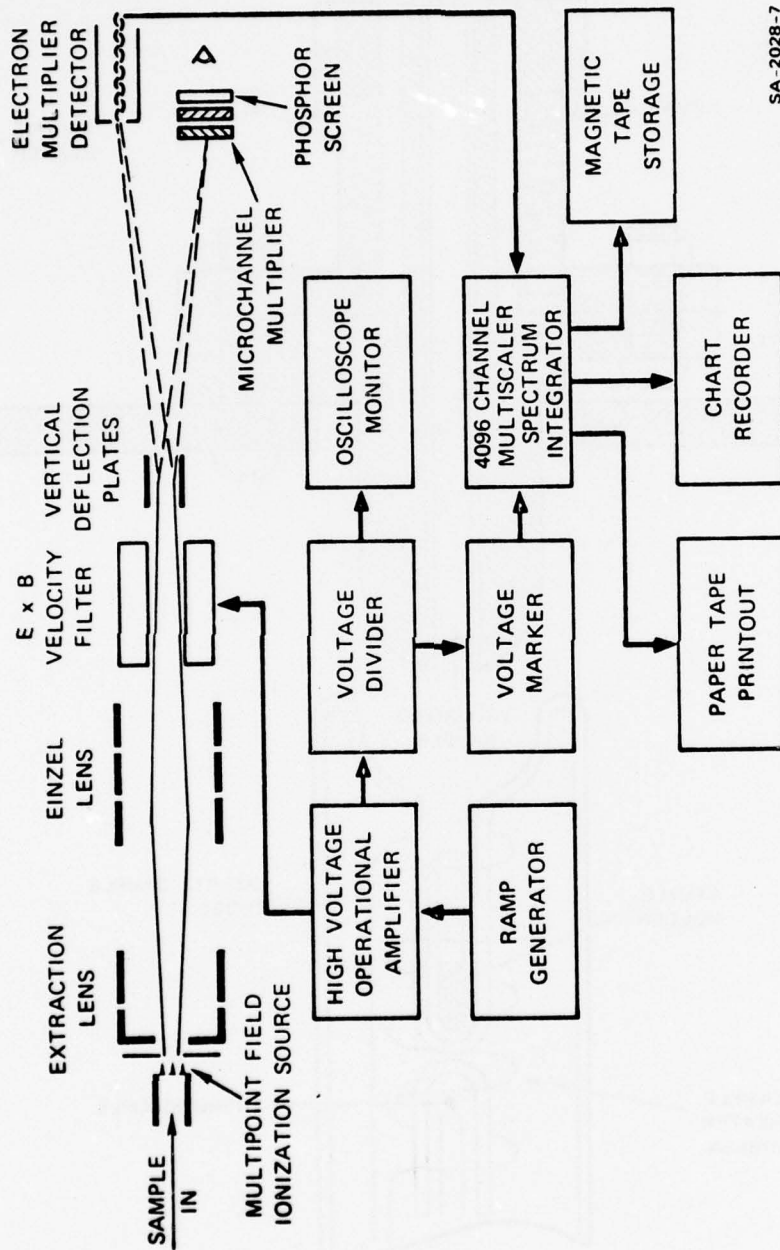 SAMPLE
IN
MULTIPOINT FIELD
IONIZATION SOURCE
EXTRACTION
LENS
EINZEL
LENS
E x B
VELOCITY
FILTER
VERTICAL
DEFLECTION
PLATES
ELECTRON
MULTIPLIER
DETECTOR
MICROCHANNEL
MULTIPLIER
PHOSPHOR
SCREEN
HIGH VOLTAGE
OPERATIONAL
AMPLIFIER
VOLTAGE
DIVIDER
OSCILLOSCOPE
MONITOR
RAMP
GENERATOR
VOLTAGE
MARKER
4096 CHANNEL
MULTISCALER
SPECTRUM
INTEGRATOR
PAPER TAPE
PRINTOUT
CHART
RECORDER
MAGNETIC
TAPE
STORAGE
SA-2028-7